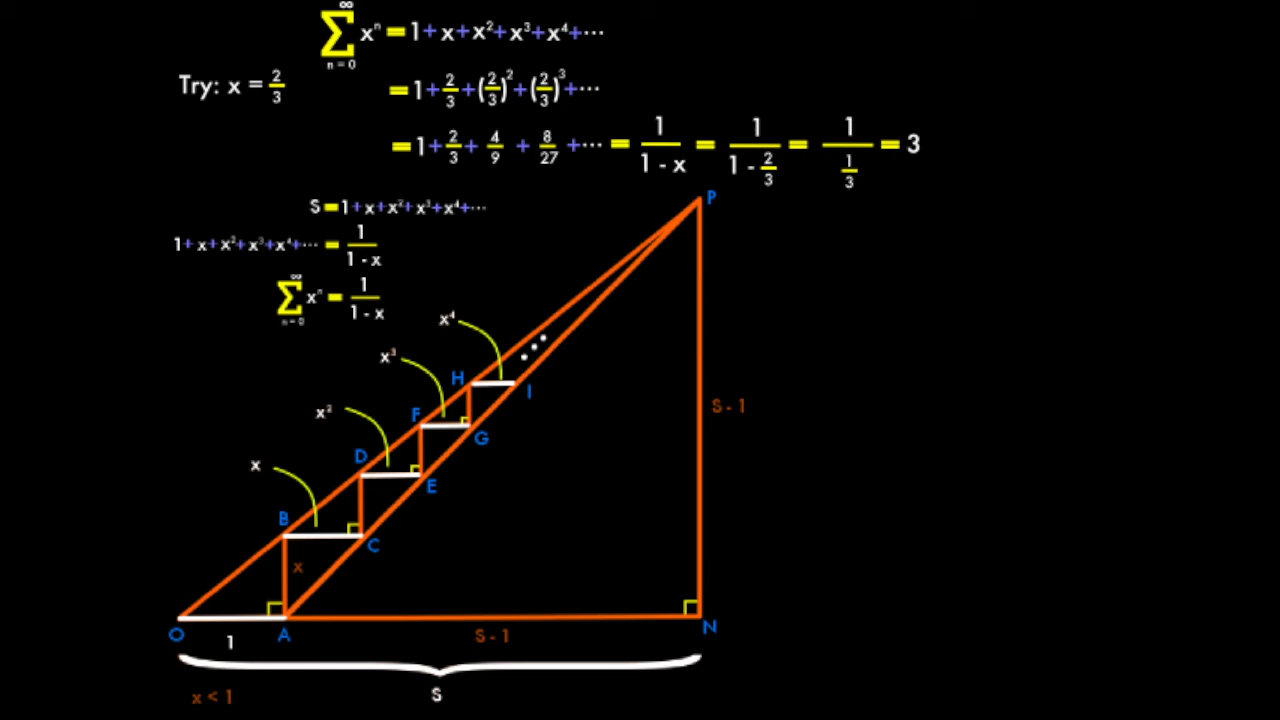 ∑ xⁿ = 1 + x + x² + x³ + x⁴ + ⋯
∞
n = 0
Try: x = 2/3
= 1 + 2/3 + (2/3)² + (2/3)³ + ⋯
= 1 + 2/3 + 4/9 + 8/27 + ⋯ = 1/(1 - x) = 1/(1 - 2/3) = 1/(1/3) = 3
S = 1 + x + x² + x³ + x⁴ + ⋯
1 + x + x² + x³ + x⁴ + ⋯ = 1/(1 - x)
∞
∑ xⁿ = 1/(1 - x)
n = 0
P
x⁴
x³
H
I
x²
F
S - 1
G
D
x
E
B
C
x
O
A
N
1
S - 1
S
x < 1